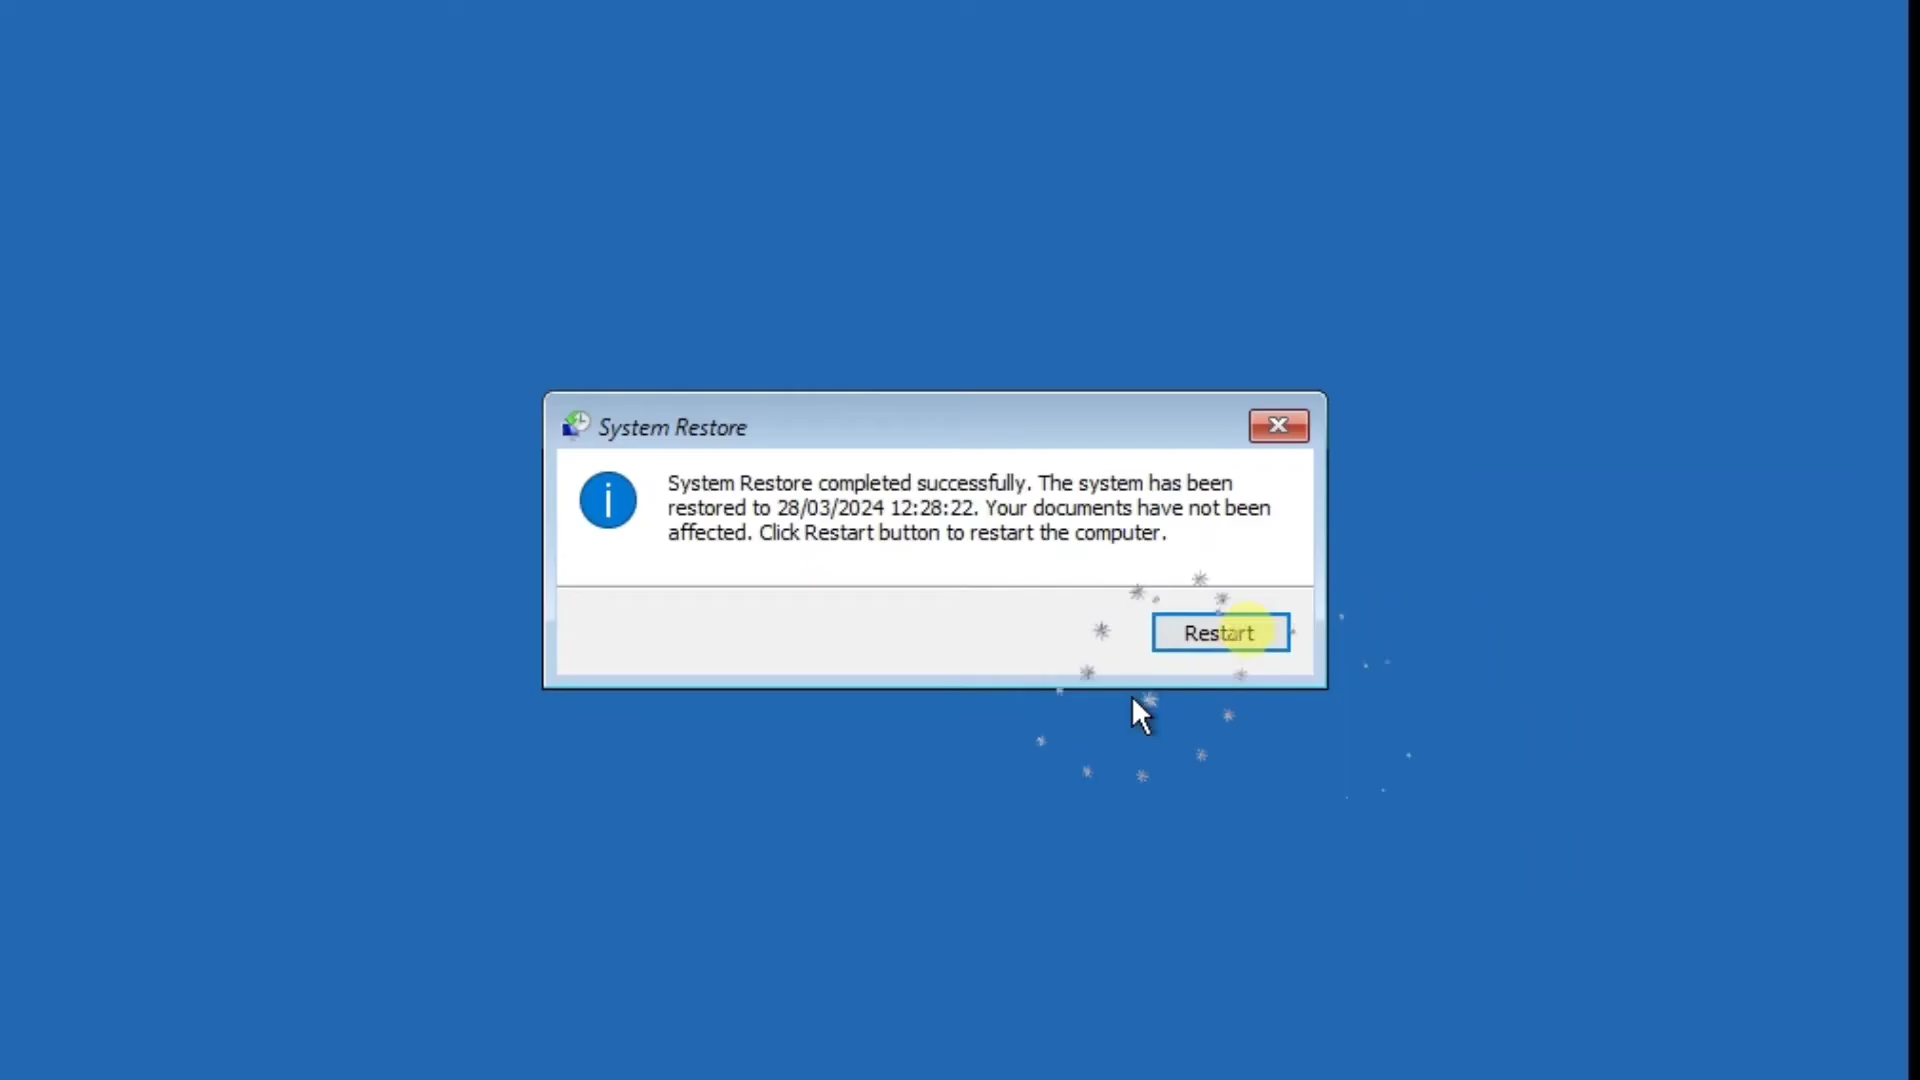 System Restore
System Restore completed successfully. The system has been
restored to 28/03/2024 12:28:22. Your documents have not been
affected. Click Restart button to restart the computer.
Restart